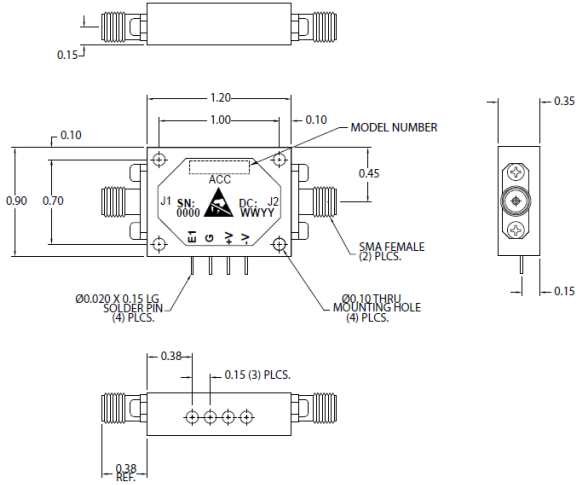 0.15
1.20
1.00
0.10
0.35
0.10
MODEL NUMBER
0.90
0.70
0.45
ACC
J1
SN:
0000
DC:
WWYY
J2
E1
G
+V
-V
SMA FEMALE
(2) PLCS.
Ø0.020 X 0.15 LG
SOLDER PIN
(4) PLCS.
Ø0.10 THRU
MOUNTING HOLE
(4) PLCS.
0.15
0.38
0.15 (3) PLCS.
0.38
REF.